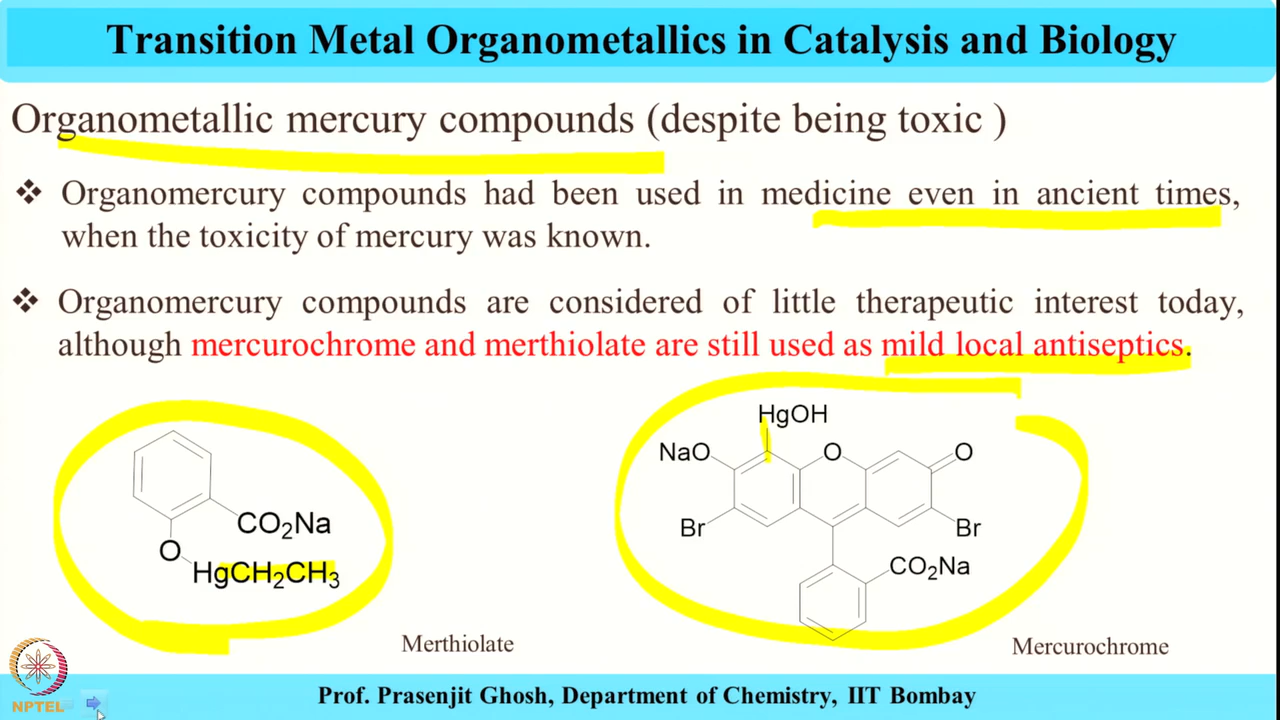 Transition Metal Organometallics in Catalysis and Biology
Organometallic mercury compounds (despite being toxic )
❖ Organomercury compounds had been used in medicine even in ancient times,
when the toxicity of mercury was known.
❖ Organomercury compounds are considered of little therapeutic interest today,
although mercurochrome and merthiolate are still used as mild local antiseptics.
CO₂Na
O
HgCH₂CH₃
Merthiolate
HgOH
NaO
O
O
Br
Br
CO₂Na
Mercurochrome
NPTEL
Prof. Prasenjit Ghosh, Department of Chemistry, IIT Bombay